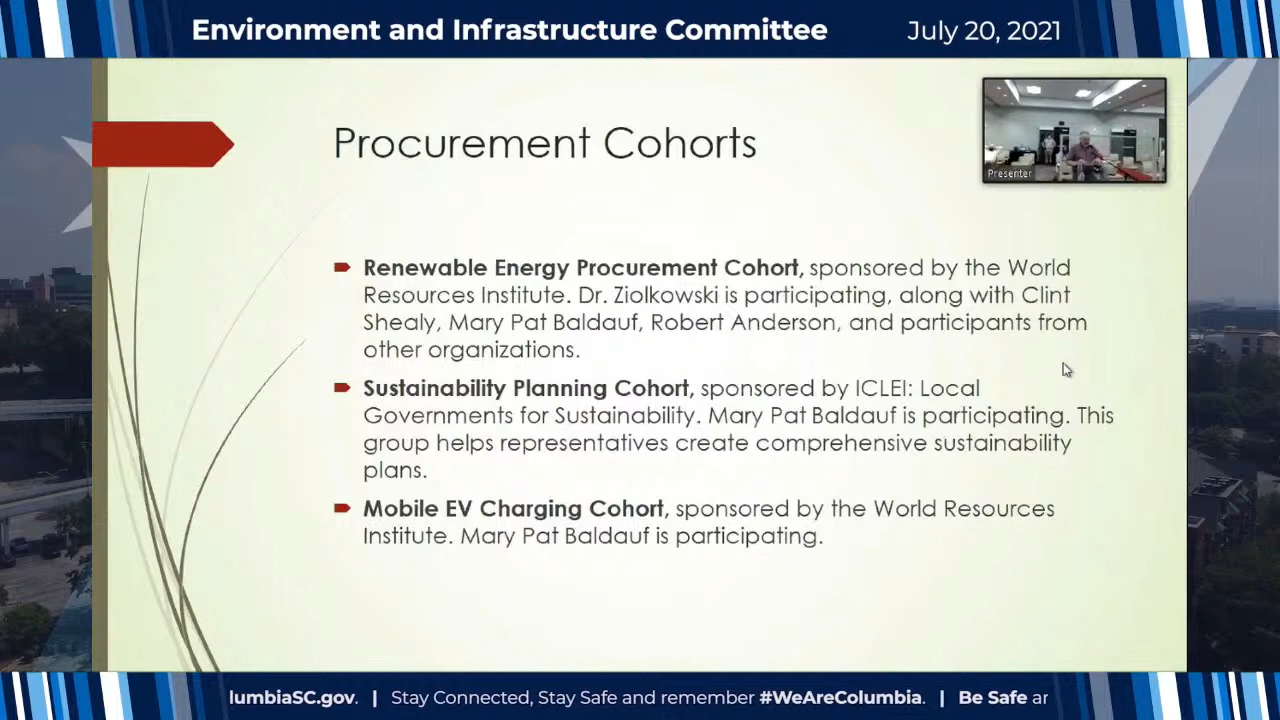 Environment and Infrastructure Committee
July 20, 2021
Procurement Cohorts
Presenter
Renewable Energy Procurement Cohort, sponsored by the World
Resources Institute. Dr. Ziolkowski is participating, along with Clint
Shealy, Mary Pat Baldauf, Robert Anderson, and participants from
other organizations.
Sustainability Planning Cohort, sponsored by ICLEI: Local
Governments for Sustainability. Mary Pat Baldauf is participating. This
group helps representatives create comprehensive sustainability
plans.
Mobile EV Charging Cohort, sponsored by the World Resources
Institute. Mary Pat Baldauf is participating.
lumbiaSC.gov. | Stay Connected, Stay Safe and remember #WeAreColumbia. | Be Safe ar